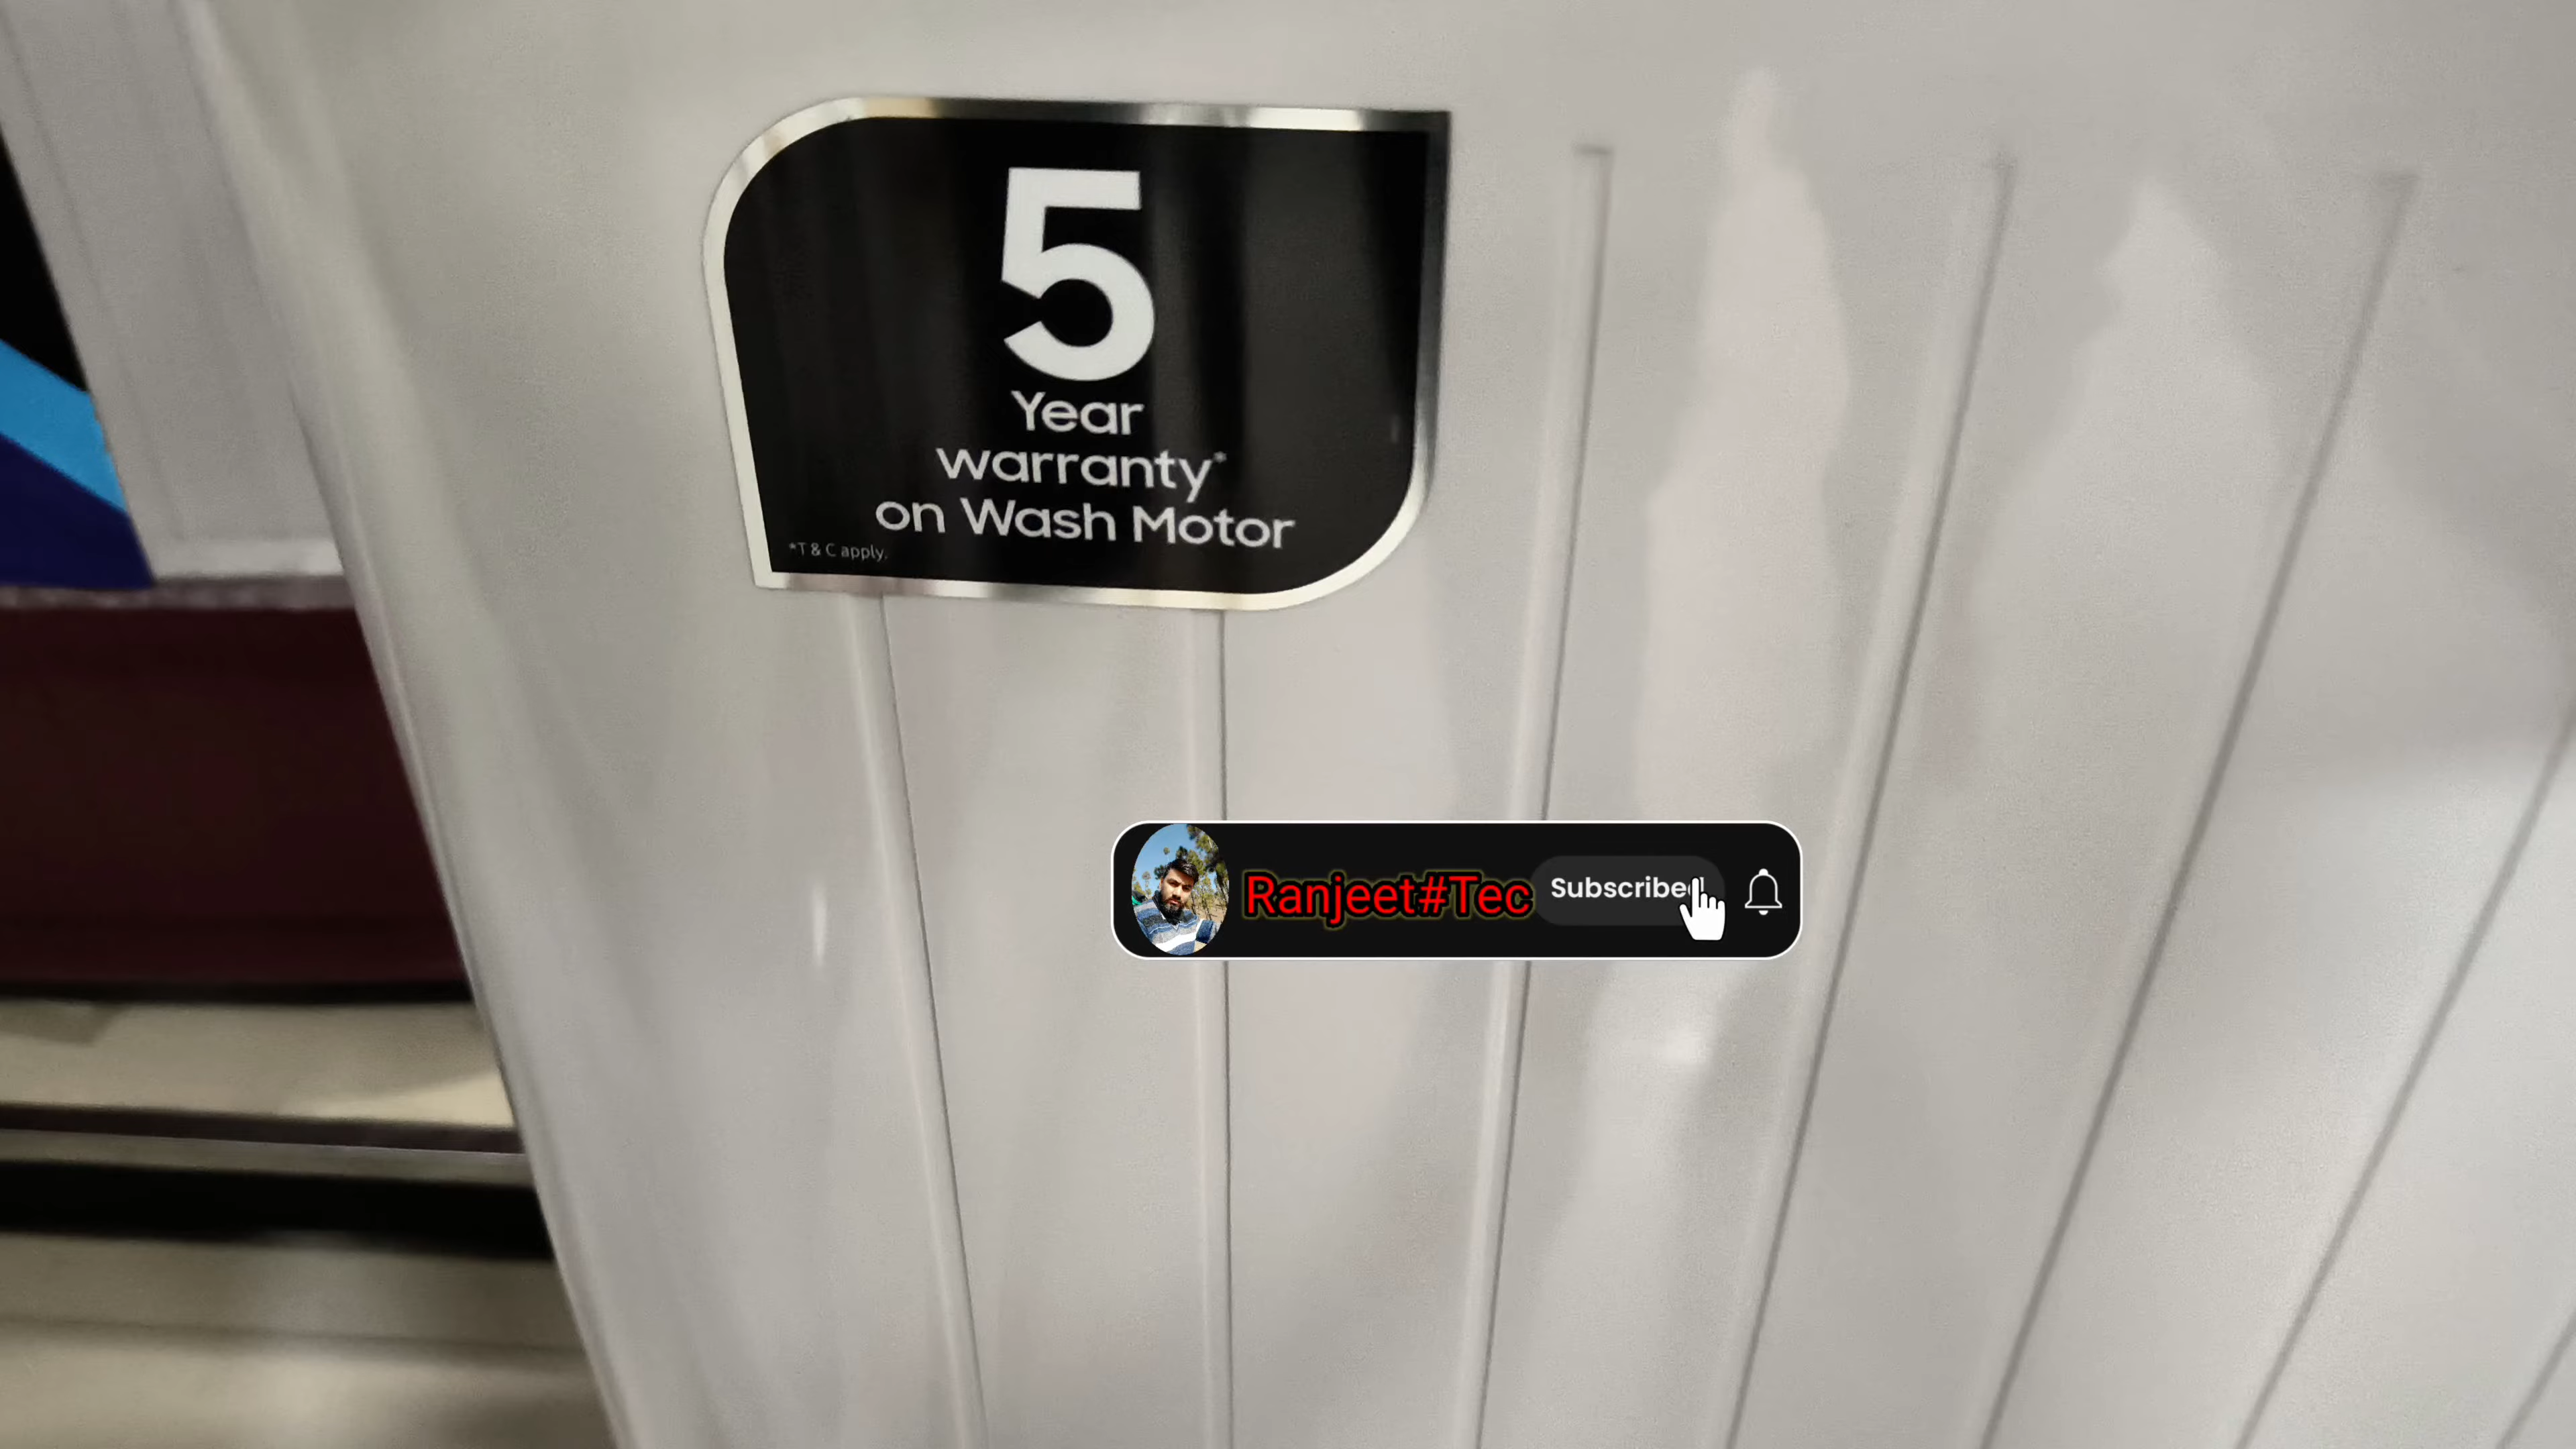 5
Year
warranty*
on Wash Motor
*T & C apply.
Ranjeet#Tec
Subscribed